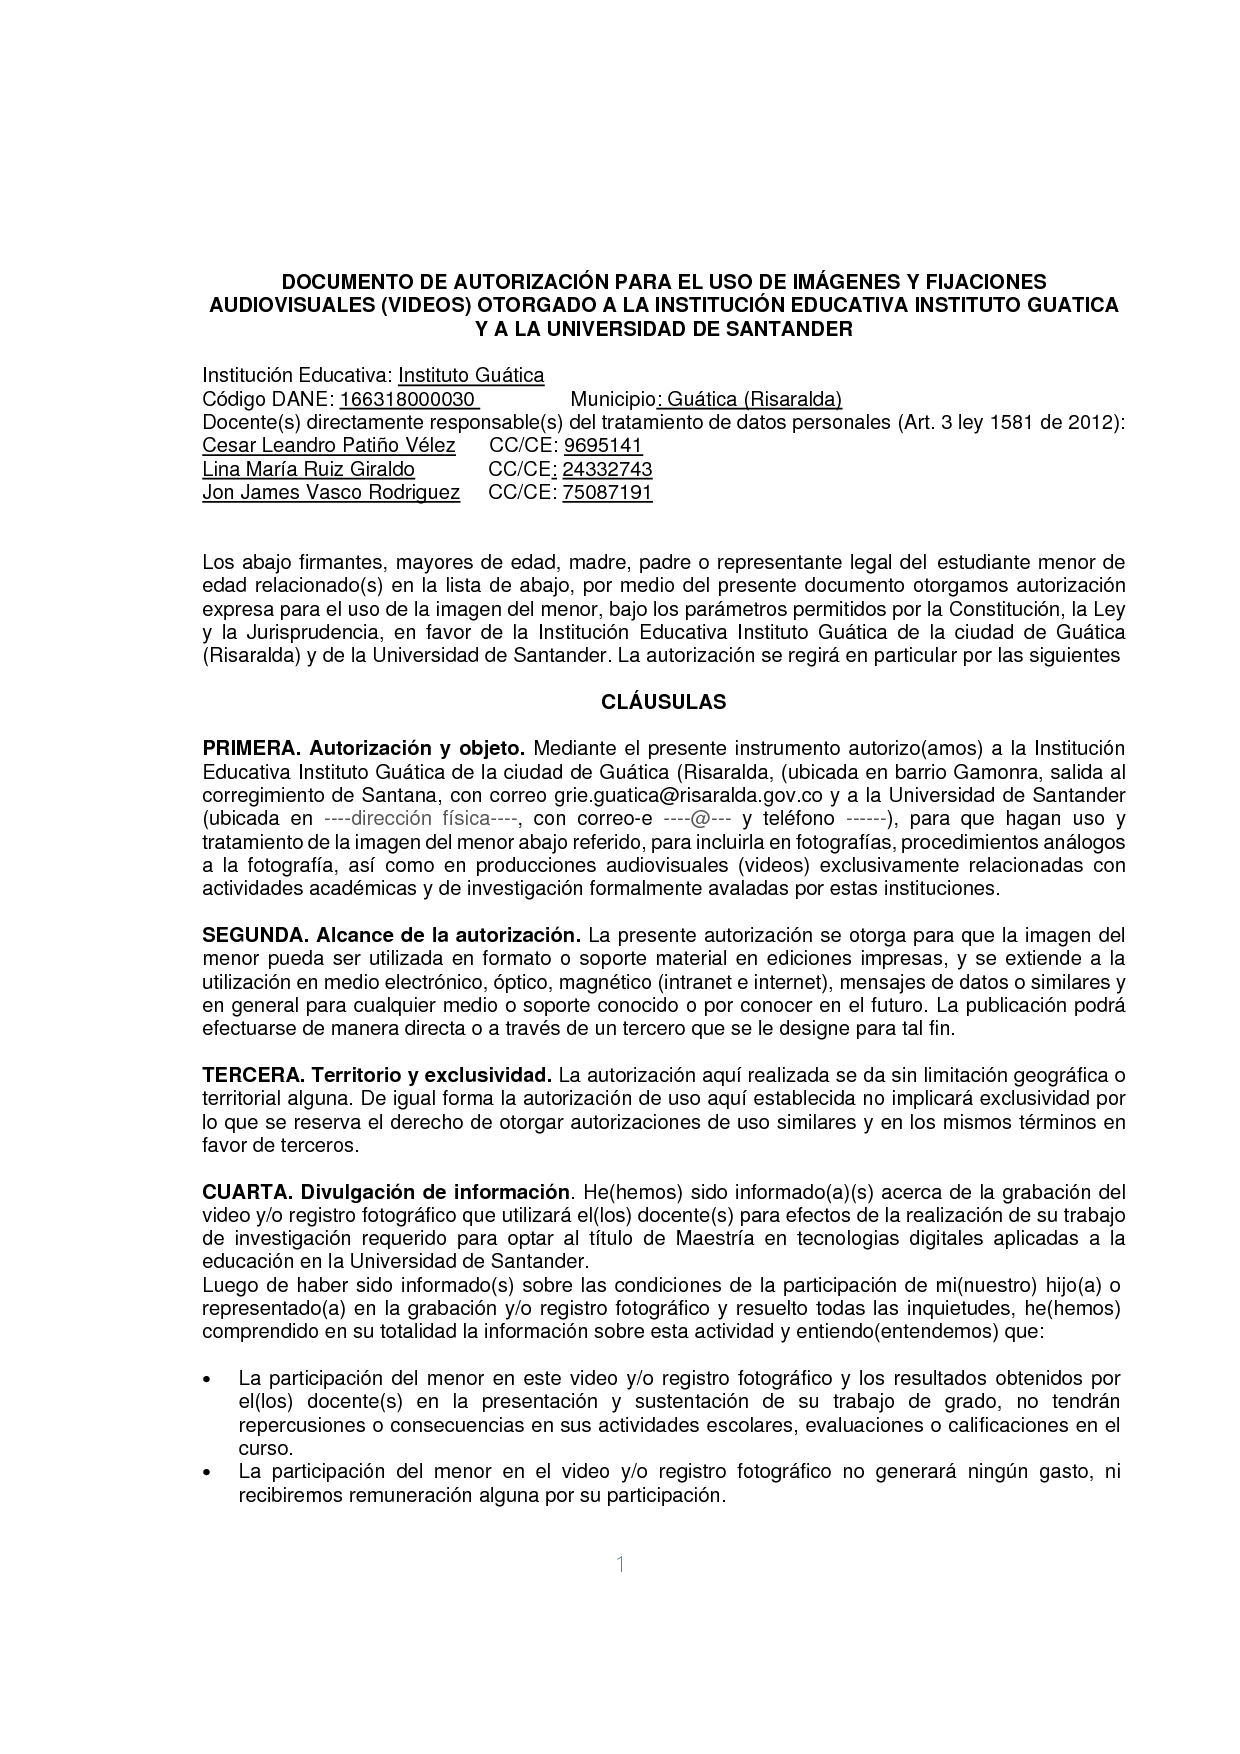 DOCUMENTO DE AUTORIZACIÓN PARA EL USO DE IMÁGENES Y FIJACIONES
AUDIOVISUALES (VIDEOS) OTORGADO A LA INSTITUCIÓN EDUCATIVA INSTITUTO GUATICA
Y A LA UNIVERSIDAD DE SANTANDER
Institución Educativa: Instituto Guática
Código DANE: 166318000030 Municipio: Guática (Risaralda)
Docente(s) directamente responsable(s) del tratamiento de datos personales (Art. 3 ley 1581 de 2012):
Cesar Leandro Patiño Vélez CC/CE: 9695141
Lina María Ruiz Giraldo CC/CE: 24332743
Jon James Vasco Rodriguez CC/CE: 75087191
Los abajo firmantes, mayores de edad, madre, padre o representante legal del estudiante menor de
edad relacionado(s) en la lista de abajo, por medio del presente documento otorgamos autorización
expresa para el uso de la imagen del menor, bajo los parámetros permitidos por la Constitución, la Ley
y la Jurisprudencia, en favor de la Institución Educativa Instituto Guática de la ciudad de Guática
(Risaralda) y de la Universidad de Santander. La autorización se regirá en particular por las siguientes
CLÁUSULAS
PRIMERA. Autorización y objeto. Mediante el presente instrumento autorizo(amos) a la Institución
Educativa Instituto Guática de la ciudad de Guática (Risaralda, (ubicada en barrio Gamonra, salida al
corregimiento de Santana, con correo grie.guatica@risaralda.gov.co y a la Universidad de Santander
(ubicada en ----dirección física----, con correo-e ----@--- y teléfono ------), para que hagan uso y
tratamiento de la imagen del menor abajo referido, para incluirla en fotografías, procedimientos análogos
a la fotografía, así como en producciones audiovisuales (videos) exclusivamente relacionadas con
actividades académicas y de investigación formalmente avaladas por estas instituciones.
SEGUNDA. Alcance de la autorización. La presente autorización se otorga para que la imagen del
menor pueda ser utilizada en formato o soporte material en ediciones impresas, y se extiende a la
utilización en medio electrónico, óptico, magnético (intranet e internet), mensajes de datos o similares y
en general para cualquier medio o soporte conocido o por conocer en el futuro. La publicación podrá
efectuarse de manera directa o a través de un tercero que se le designe para tal fin.
TERCERA. Territorio y exclusividad. La autorización aquí realizada se da sin limitación geográfica o
territorial alguna. De igual forma la autorización de uso aquí establecida no implicará exclusividad por
lo que se reserva el derecho de otorgar autorizaciones de uso similares y en los mismos términos en
favor de terceros.
CUARTA. Divulgación de información. He(hemos) sido informado(a)(s) acerca de la grabación del
video y/o registro fotográfico que utilizará el(los) docente(s) para efectos de la realización de su trabajo
de investigación requerido para optar al título de Maestría en tecnologías digitales aplicadas a la
educación en la Universidad de Santander.
Luego de haber sido informado(s) sobre las condiciones de la participación de mi(nuestro) hijo(a) o
representado(a) en la grabación y/o registro fotográfico y resuelto todas las inquietudes, he(hemos)
comprendido en su totalidad la información sobre esta actividad y entiendo(entendemos) que:
• La participación del menor en este video y/o registro fotográfico y los resultados obtenidos por
el(los) docente(s) en la presentación y sustentación de su trabajo de grado, no tendrán
repercusiones o consecuencias en sus actividades escolares, evaluaciones o calificaciones en el
curso.
• La participación del menor en el video y/o registro fotográfico no generará ningún gasto, ni
recibiremos remuneración alguna por su participación.
1